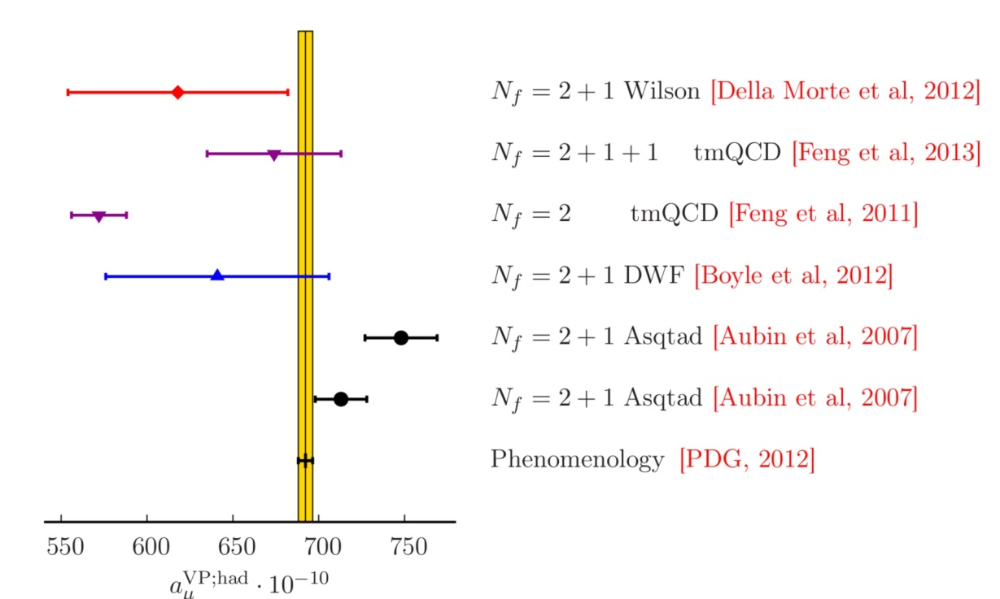 N_f = 2 + 1 Wilson [Della Morte et al, 2012]
N_f = 2 + 1 + 1 tmQCD [Feng et al, 2013]
N_f = 2 tmQCD [Feng et al, 2011]
N_f = 2 + 1 DWF [Boyle et al, 2012]
N_f = 2 + 1 Asqtad [Aubin et al, 2007]
N_f = 2 + 1 Asqtad [Aubin et al, 2007]
Phenomenology [PDG, 2012]
550 600 650 700 750
a_μ^{VP;had} · 10^{−10}